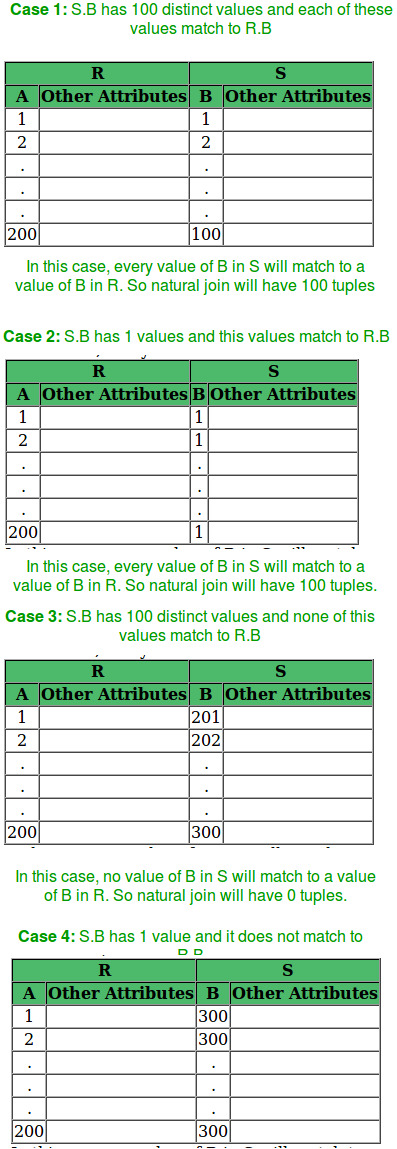 Case 1: S.B has 100 distinct values and each of these
values match to R.B
R S
A Other Attributes B Other Attributes
1 1
2 2
. .
. .
. .
200 100
In this case, every value of B in S will match to a
value of B in R. So natural join will have 100 tuples
Case 2: S.B has 1 values and this values match to R.B
R S
A Other Attributes B Other Attributes
1 1
2 1
. .
. .
. .
200 1
In this case, every value of B in S will match to a
value of B in R. So natural join will have 100 tuples.
Case 3: S.B has 100 distinct values and none of this
values match to R.B
R S
A Other Attributes B Other Attributes
1 201
2 202
. .
. .
. .
200 300
In this case, no value of B in S will match to a value
of B in R. So natural join will have 0 tuples.
Case 4: S.B has 1 value and it does not match to
R S
A Other Attributes B Other Attributes
1 300
2 300
. .
. .
. .
200 300